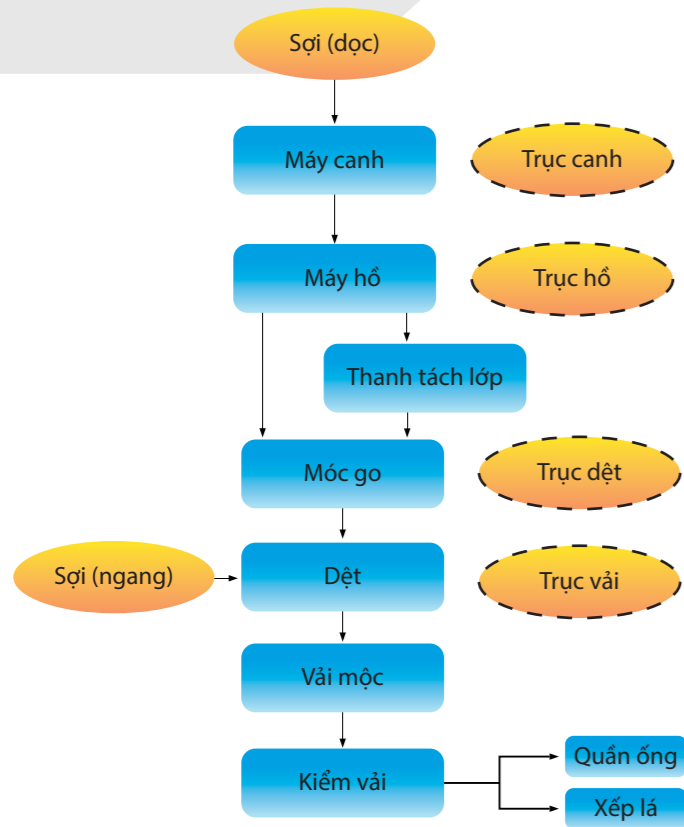 Sợi (dọc)
Máy canh
Trục canh
Máy hồ
Trục hồ
Thanh tách lớp
Móc go
Trục dệt
Sợi (ngang)
Dệt
Trục vải
Vải mộc
Kiểm vải
Quần ống
Xếp lá